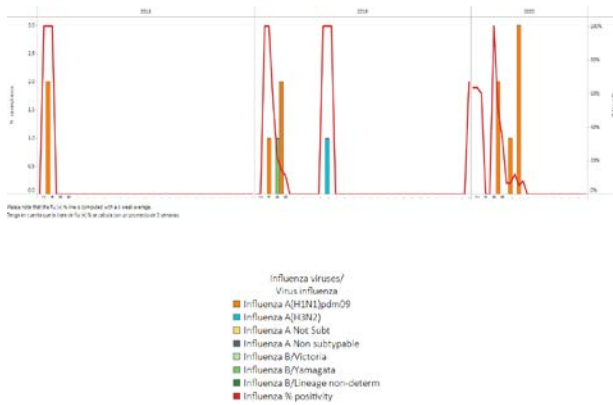 2018 2019 2020
3.0 100%
2.5 80%
2.0 60%
1.5
1.0 40%
0.5 20%
0.0 0%
Please note that the flu (+) % line is computed with a 3 week average.
Tenga en cuenta que la línea de flu (+) % se calcula con un promedio de 3 semanas.
Influenza viruses/
Virus influenza
Influenza A(H1N1)pdm09
Influenza A(H3N2)
Influenza A Not Subt
Influenza A Non subtypable
Influenza B/Victoria
Influenza B/Yamagata
Influenza B/Lineage non-determ
Influenza % positivity